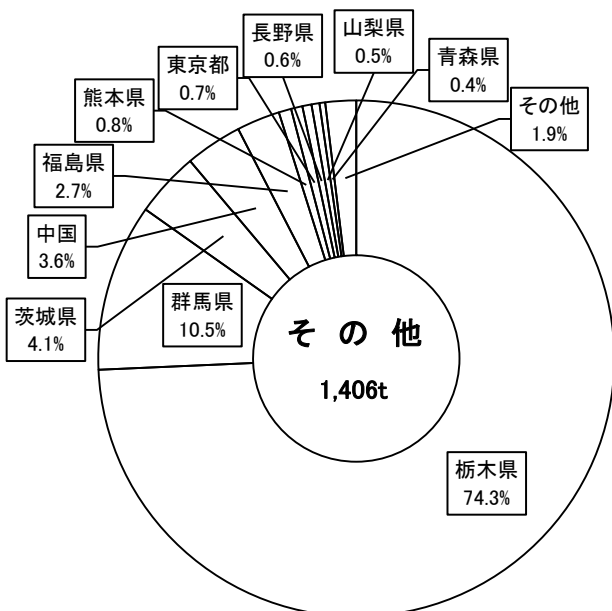 長野県
0.6%
山梨県
0.5%
東京都
0.7%
青森県
0.4%
熊本県
0.8%
その他
1.9%
福島県
2.7%
中国
3.6%
茨城県
4.1%
群馬県
10.5%
そ の 他
1,406t
栃木県
74.3%